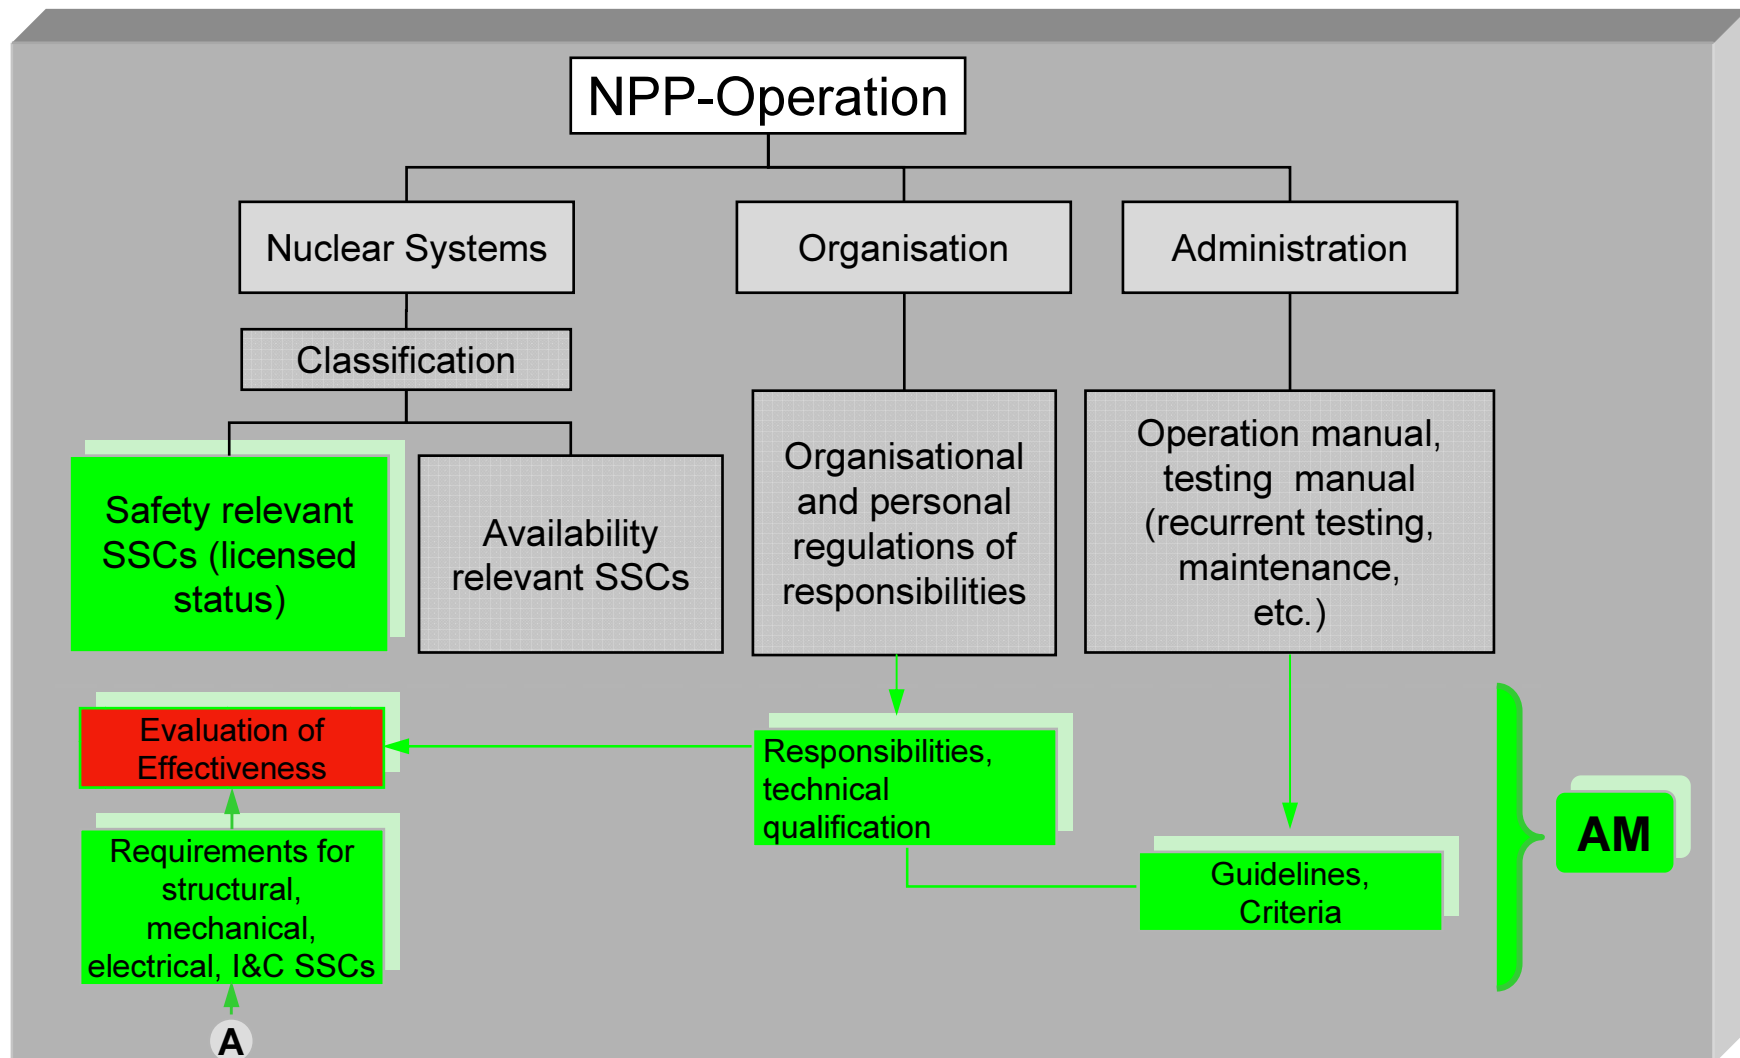 NPP-Operation
Nuclear Systems
Organisation
Administration
Classification
Safety relevant
SSCs (licensed
status)
Availability
relevant SSCs
Organisational
and personal
regulations of
responsibilities
Operation manual,
testing  manual
(recurrent testing,
maintenance,
etc.)
Evaluation of
Effectiveness
Responsibilities,
technical
qualification
AM
Requirements for
structural,
mechanical,
electrical, I&C SSCs
Guidelines,
Criteria
A